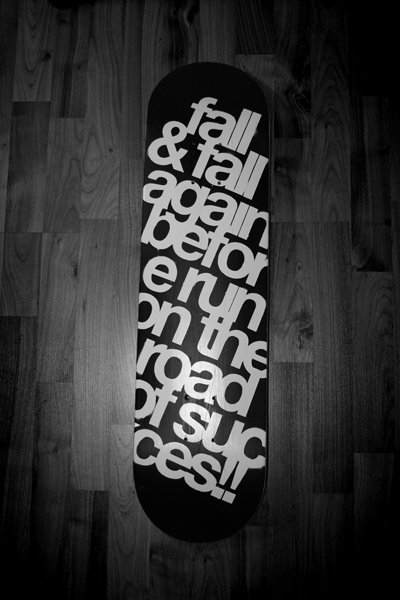 fall
& fall
again
befor
e run
on the
road
of suc
ces!!